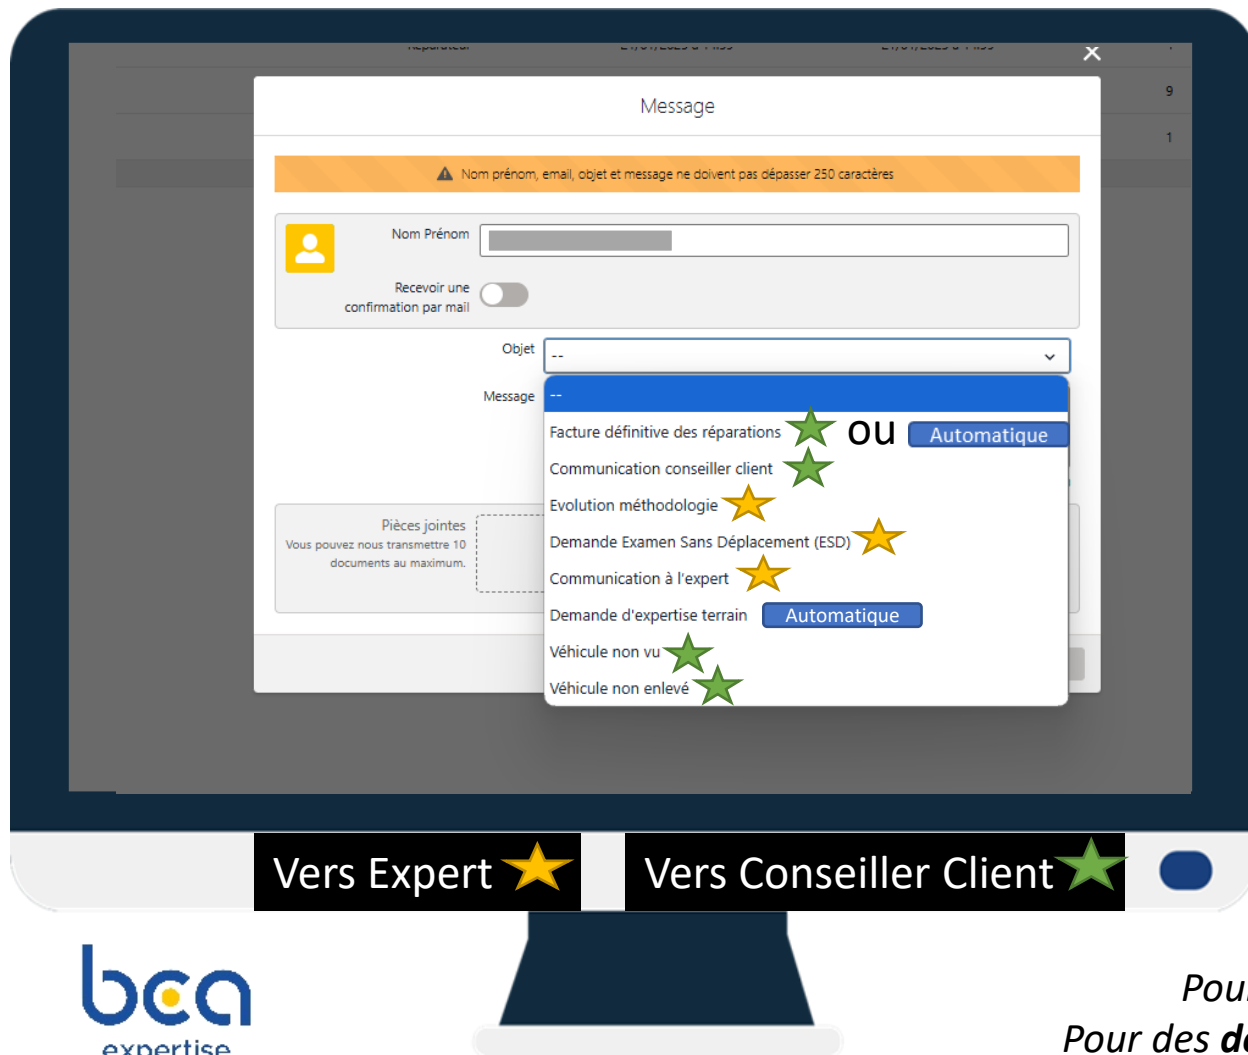 9
Message
1
Nom prénom, email, objet et message ne doivent pas dépasser 250 caractères
Nom Prénom
Recevoir une
confirmation par mail
Objet
--
Message
--
Facture définitive des réparations
ou
Automatique
Communication conseiller client
Evolution méthodologie
Pièces jointes
Vous pouvez nous transmettre 10
documents au maximum.
Demande Examen Sans Déplacement (ESD)
Communication à l'expert
Demande d'expertise terrain
Automatique
Véhicule non vu
Véhicule non enlevé
Vers Expert
Vers Conseiller Client
bca
expertise
Pour
Pour des